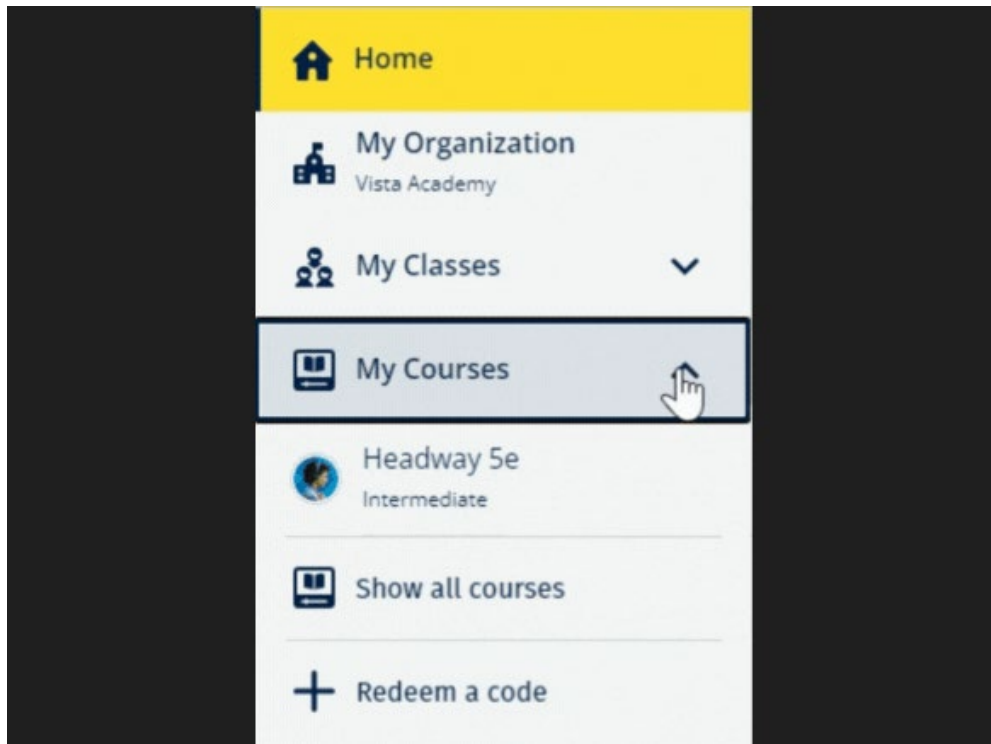 Home
My Organization
Vista Academy
My Classes
My Courses
Headway 5e
Intermediate
Show all courses
Redeem a code